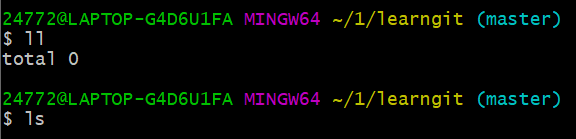 24772@LAPTOP-G4D6U1FA MINGW64 ~/1/learngit (master)
$ ll
total 0
24772@LAPTOP-G4D6U1FA MINGW64 ~/1/learngit (master)
$ ls